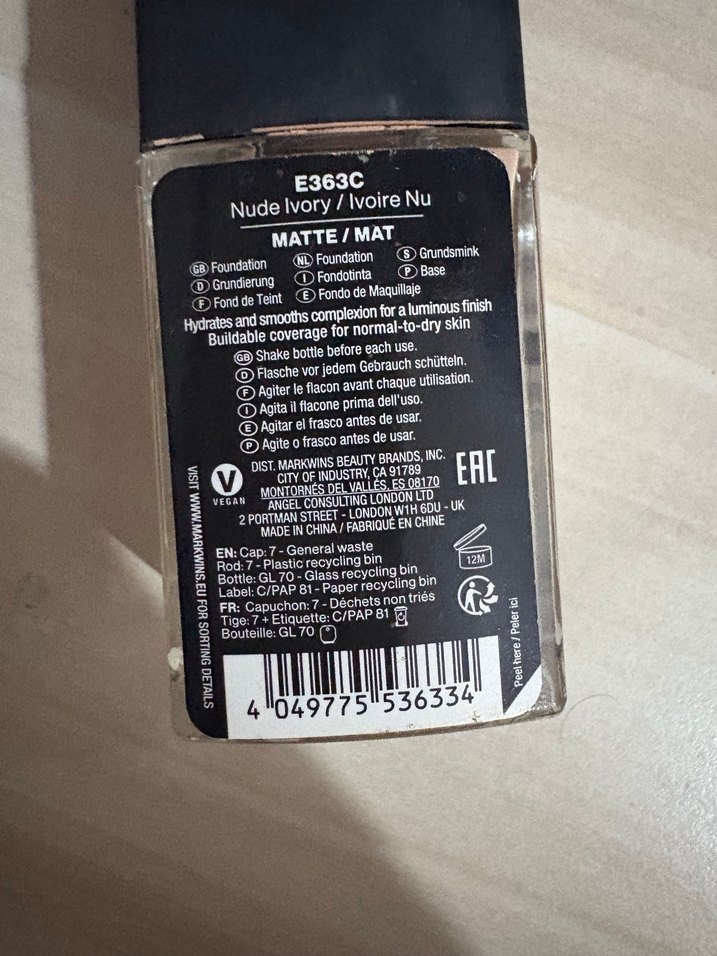 E363C
Nude Ivory / Ivoire Nu
MATTE / MAT
GB Foundation
D Grundierung
F Fond de Teint
NL Foundation
I Fondotinta
E Fondo de Maquillaje
S Grundsmink
P Base
Hydrates and smooths complexion for a luminous finish
Buildable coverage for normal-to-dry skin
GB Shake bottle before each use.
D Flasche vor jedem Gebrauch schütteln.
F Agiter le flacon avant chaque utilisation.
I Agita il flacone prima dell'uso.
E Agitar el frasco antes de usar.
P Agite o frasco antes de usar.
V
VEGAN
DIST. MARKWINS BEAUTY BRANDS, INC.
CITY OF INDUSTRY, CA 91789
MONTORNÉS DEL VALLÉS, ES 08170
ANGEL CONSULTING LONDON LTD
2 PORTMAN STREET - LONDON W1H 6DU - UK
MADE IN CHINA / FABRIQUÉ EN CHINE
EAC
VISIT WWW.MARKWINS.EU FOR SORTING DETAILS
EN: Cap: 7 - General waste
Rod: 7 - Plastic recycling bin
Bottle: GL 70 - Glass recycling bin
Label: C/PAP 81 - Paper recycling bin
FR: Capuchon: 7 - Déchets non triés
Tige: 7 + Etiquette: C/PAP 81
Bouteille: GL 70
12M
Peel here / Peler ici
4 049775 536334